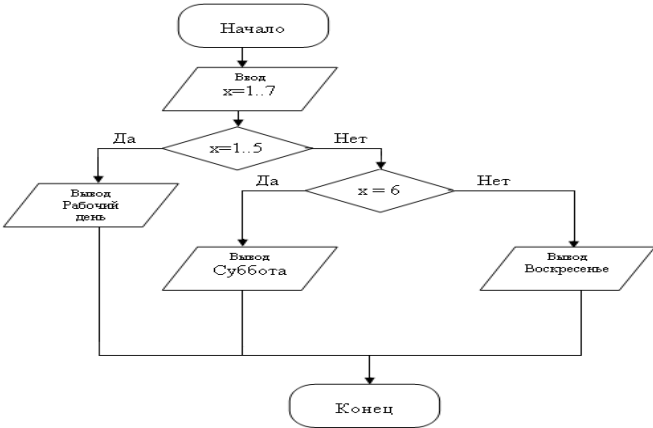 Начало
Ввод
x=1..7
Да
x=1..5
Нет
Вывод
Рабочий
день
Да
x = 6
Нет
Вывод
Суббота
Вывод
Воскресенье
Конец